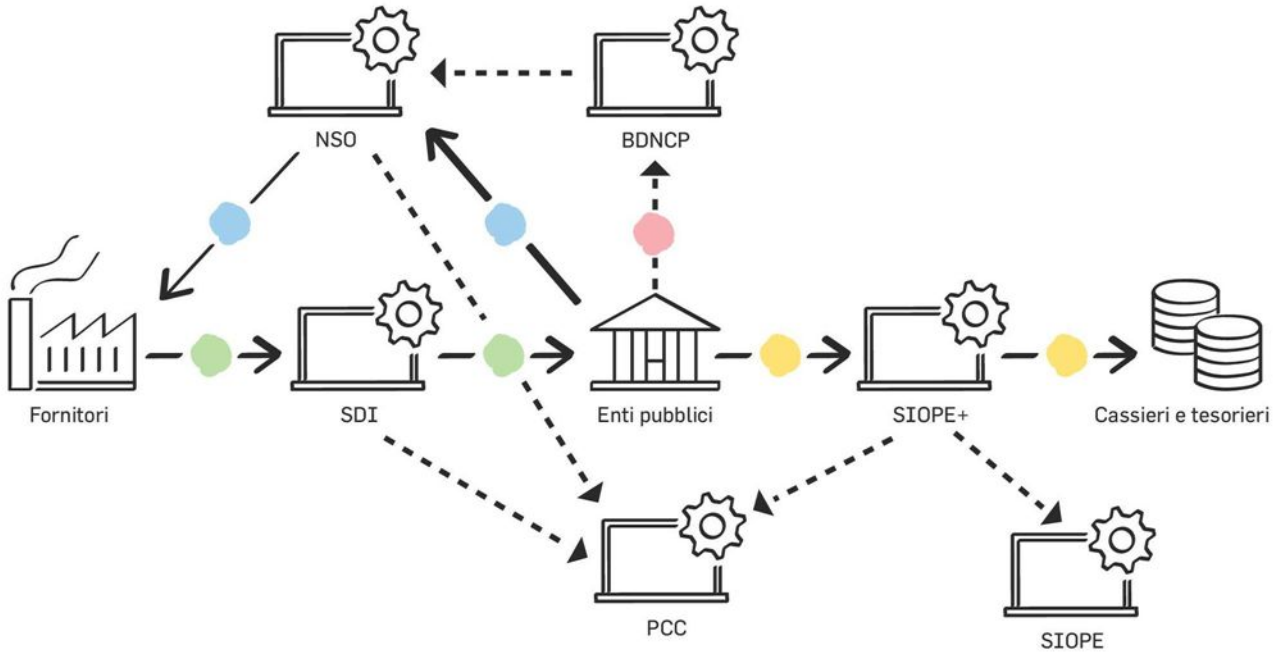 NSO
BDNCP
Fornitori
SDI
Enti pubblici
SIOPE+
Cassieri e tesorieri
PCC
SIOPE